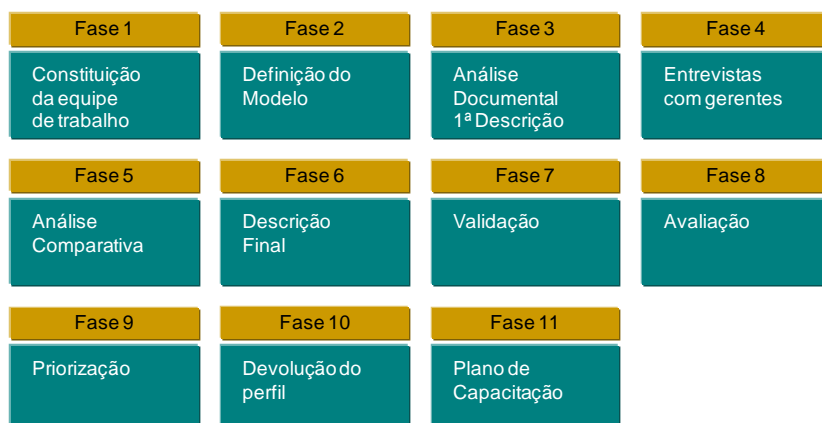 Fase 1
Constituição
da equipe
de trabalho
Fase 2
Definição do
Modelo
Fase 3
Análise
Documental
1ª Descrição
Fase 4
Entrevistas
com gerentes
Fase 5
Análise
Comparativa
Fase 6
Descrição
Final
Fase 7
Validação
Fase 8
Avaliação
Fase 9
Priorização
Fase 10
Devolução do
perfil
Fase 11
Plano de
Capacitação